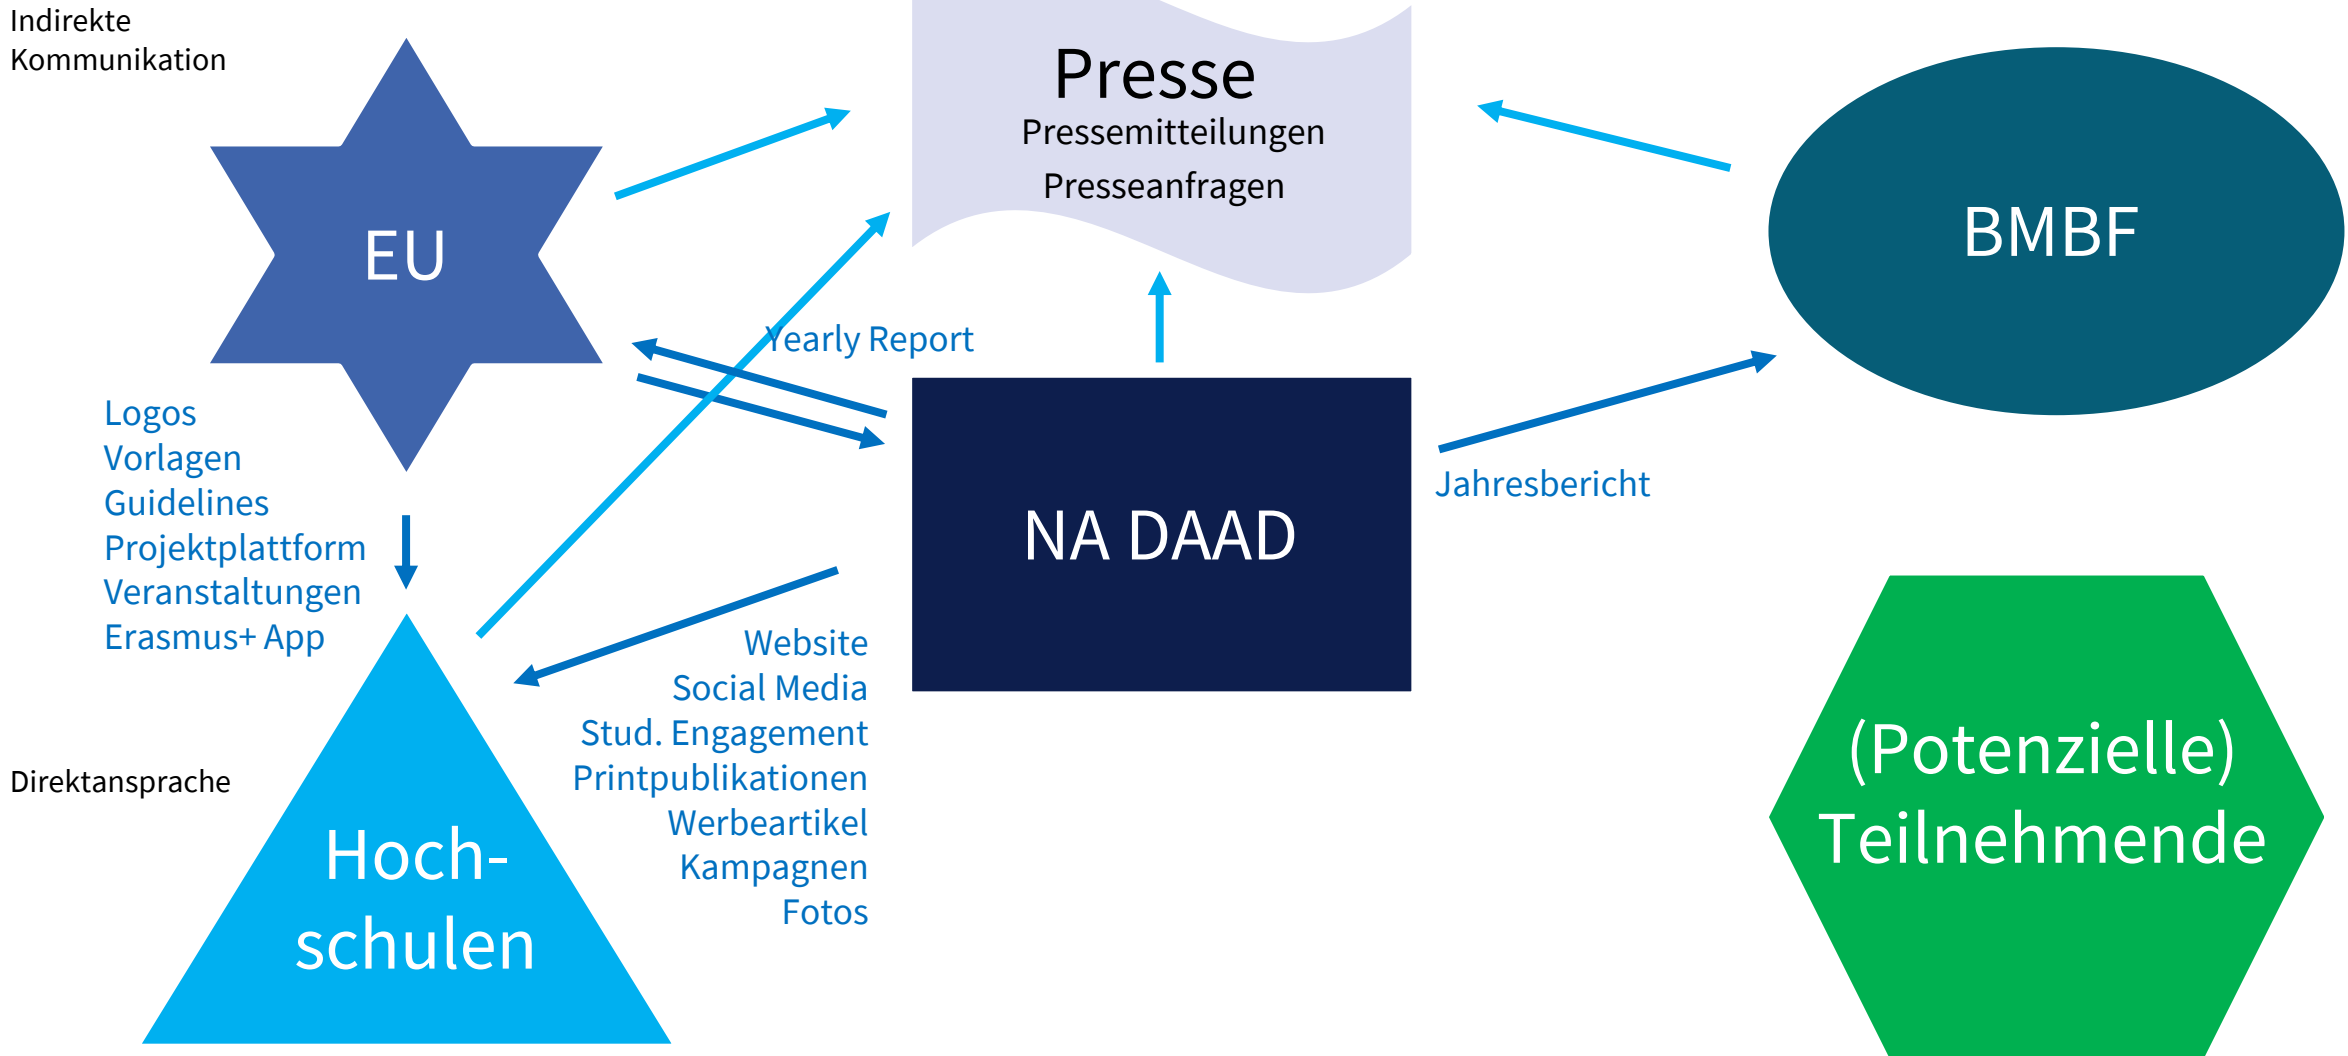 Indirekte
Kommunikation
Presse
Pressemitteilungen
Presseanfragen
EU
BMBF
Yearly Report
Logos
Vorlagen
Guidelines
Projektplattform
Veranstaltungen
Erasmus+ App
NA DAAD
Jahresbericht
Website
Social Media
Stud. Engagement
Printpublikationen
Werbeartikel
Kampagnen
Fotos
Direktansprache
Hoch-
schulen
(Potenzielle)
Teilnehmende